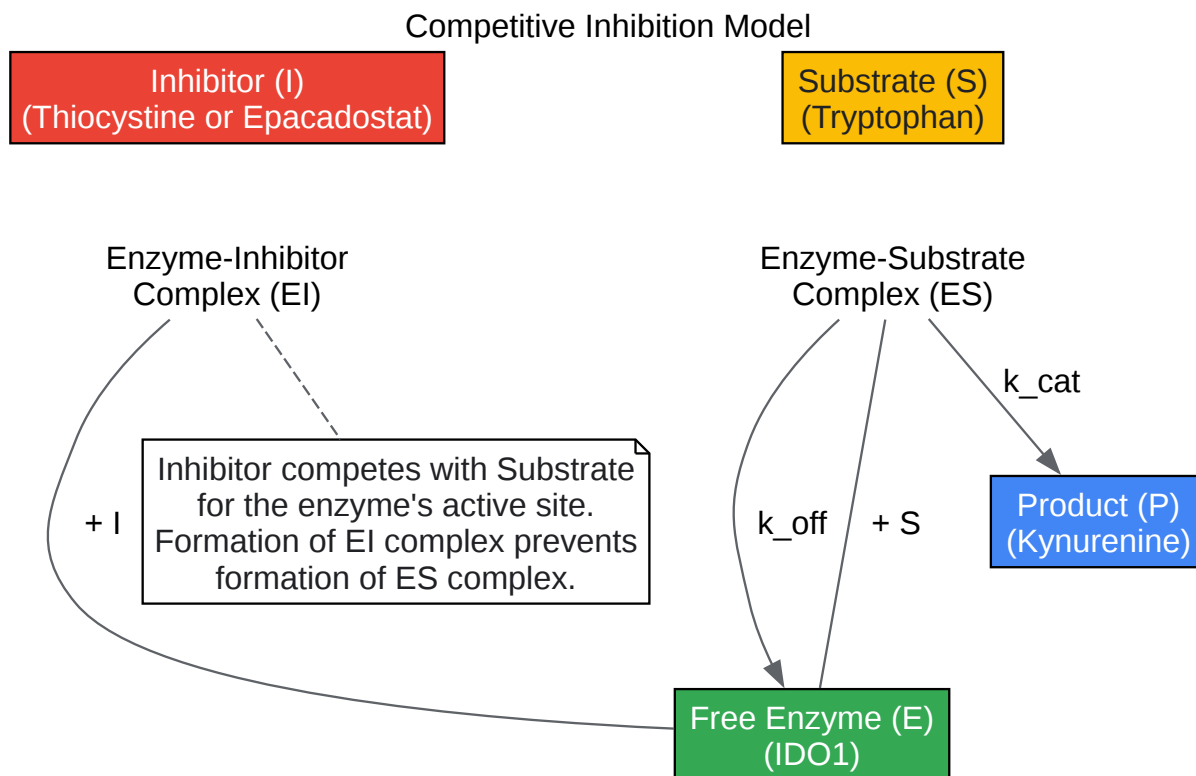 Competitive Inhibition Model
Inhibitor (I)
(Thiocystine or Epacadostat)
Substrate (S)
(Tryptophan)
Enzyme-Inhibitor
Complex (EI)
Enzyme-Substrate
Complex (ES)
k_cat
Inhibitor competes with Substrate
for the enzyme's active site.
Formation of EI complex prevents
formation of ES complex.
+ I
k_off
+ S
Product (P)
(Kynurenine)
Free Enzyme (E)
(IDO1)